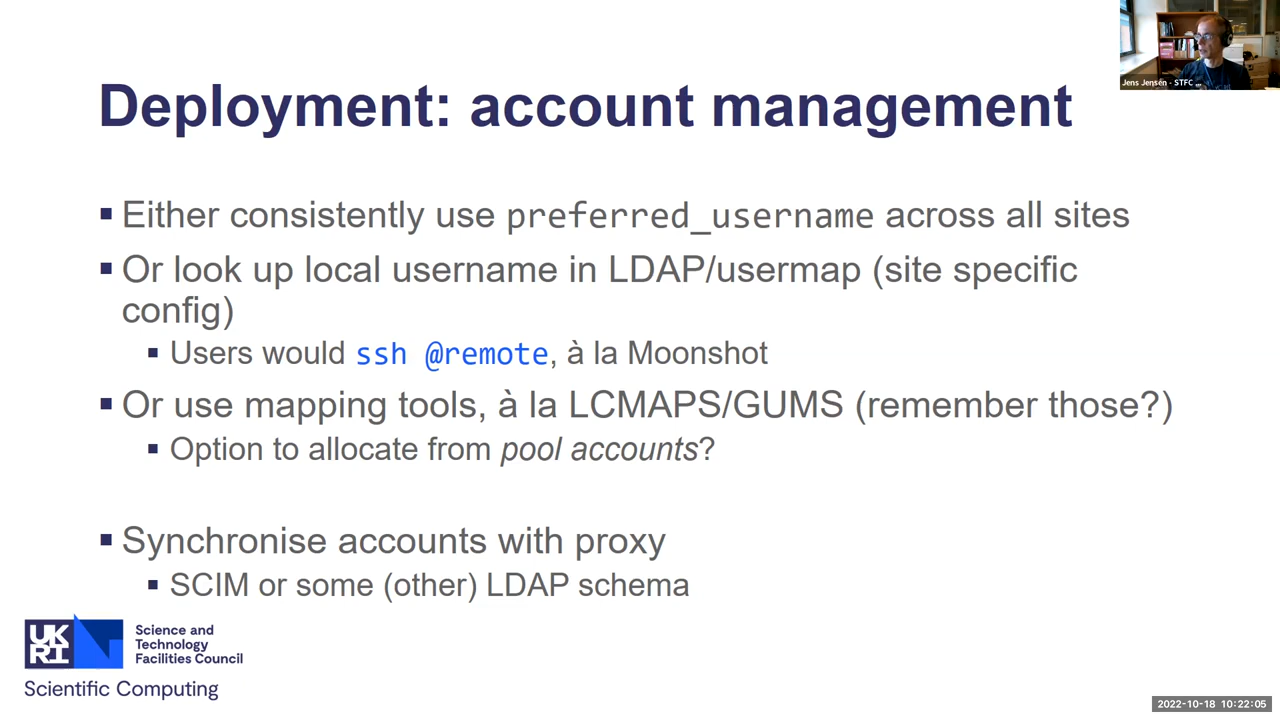 Jens Jensen - STFC ...
Deployment: account management
▪ Either consistently use preferred_username across all sites
▪ Or look up local username in LDAP/usermap (site specific
config)
▪ Users would ssh @remote, à la Moonshot
▪ Or use mapping tools, à la LCMAPS/GUMS (remember those?)
▪ Option to allocate from pool accounts?
▪ Synchronise accounts with proxy
▪ SCIM or some (other) LDAP schema
UK
RI
Science and
Technology
Facilities Council
Scientific Computing
2022-10-18 10:22:05